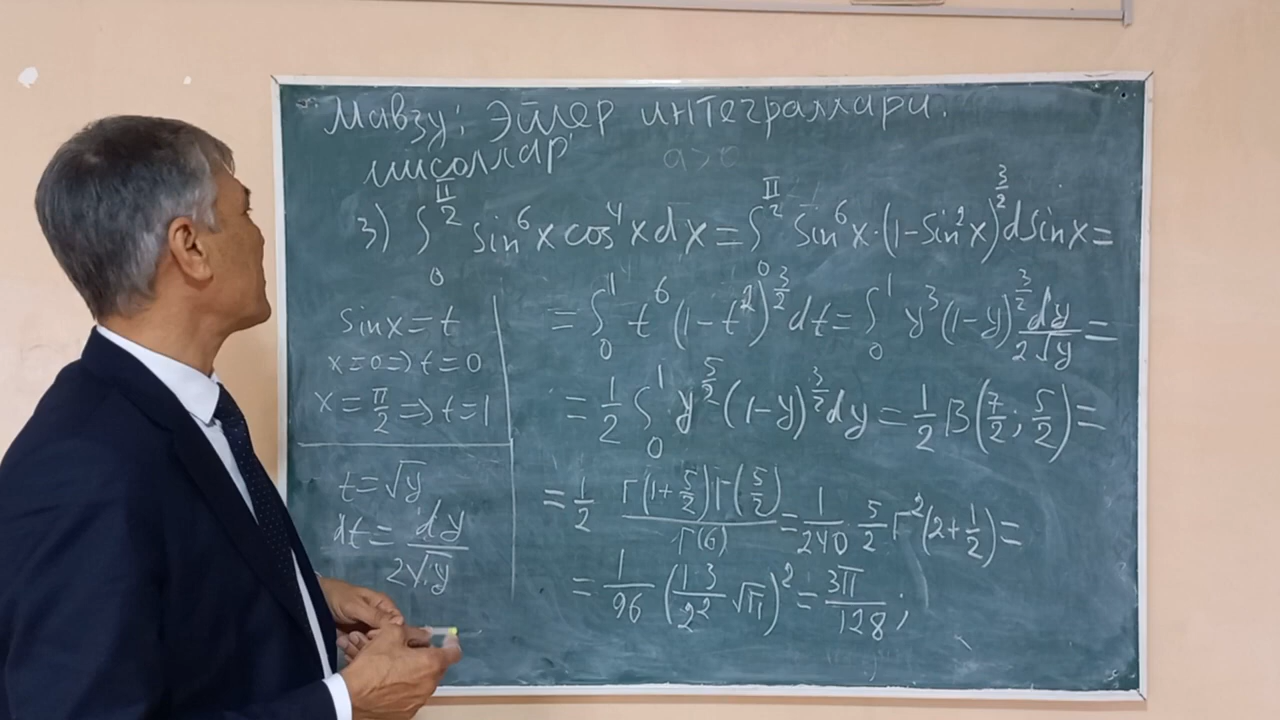 Мавзу: Эйлер интеграллари.
мисоллар a>0
3) ∫₀^{π/2} sin⁶x cos⁴x dx = ∫₀^{π/2} sin⁶x·(1-sin²x)^{3/2} dsinx =
sinx = t
x=0 => t=0
x = π/2 => t=1
t = √y
dt = dy/(2√y)
= ∫₀¹ t⁶(1-t²)^{3/2} dt = ∫₀¹ y³(1-y)^{3/2} dy/(2√y) =
= 1/2 ∫₀¹ y^{5/2}(1-y)^{3/2} dy = 1/2 B(7/2; 5/2) =
= 1/2 Γ(1+5/2)Γ(5/2)/Γ(6) = 1/240 · 5/2 Γ²(2+1/2) =
= 1/96 (1·3/2² √π)² = 3π/128;